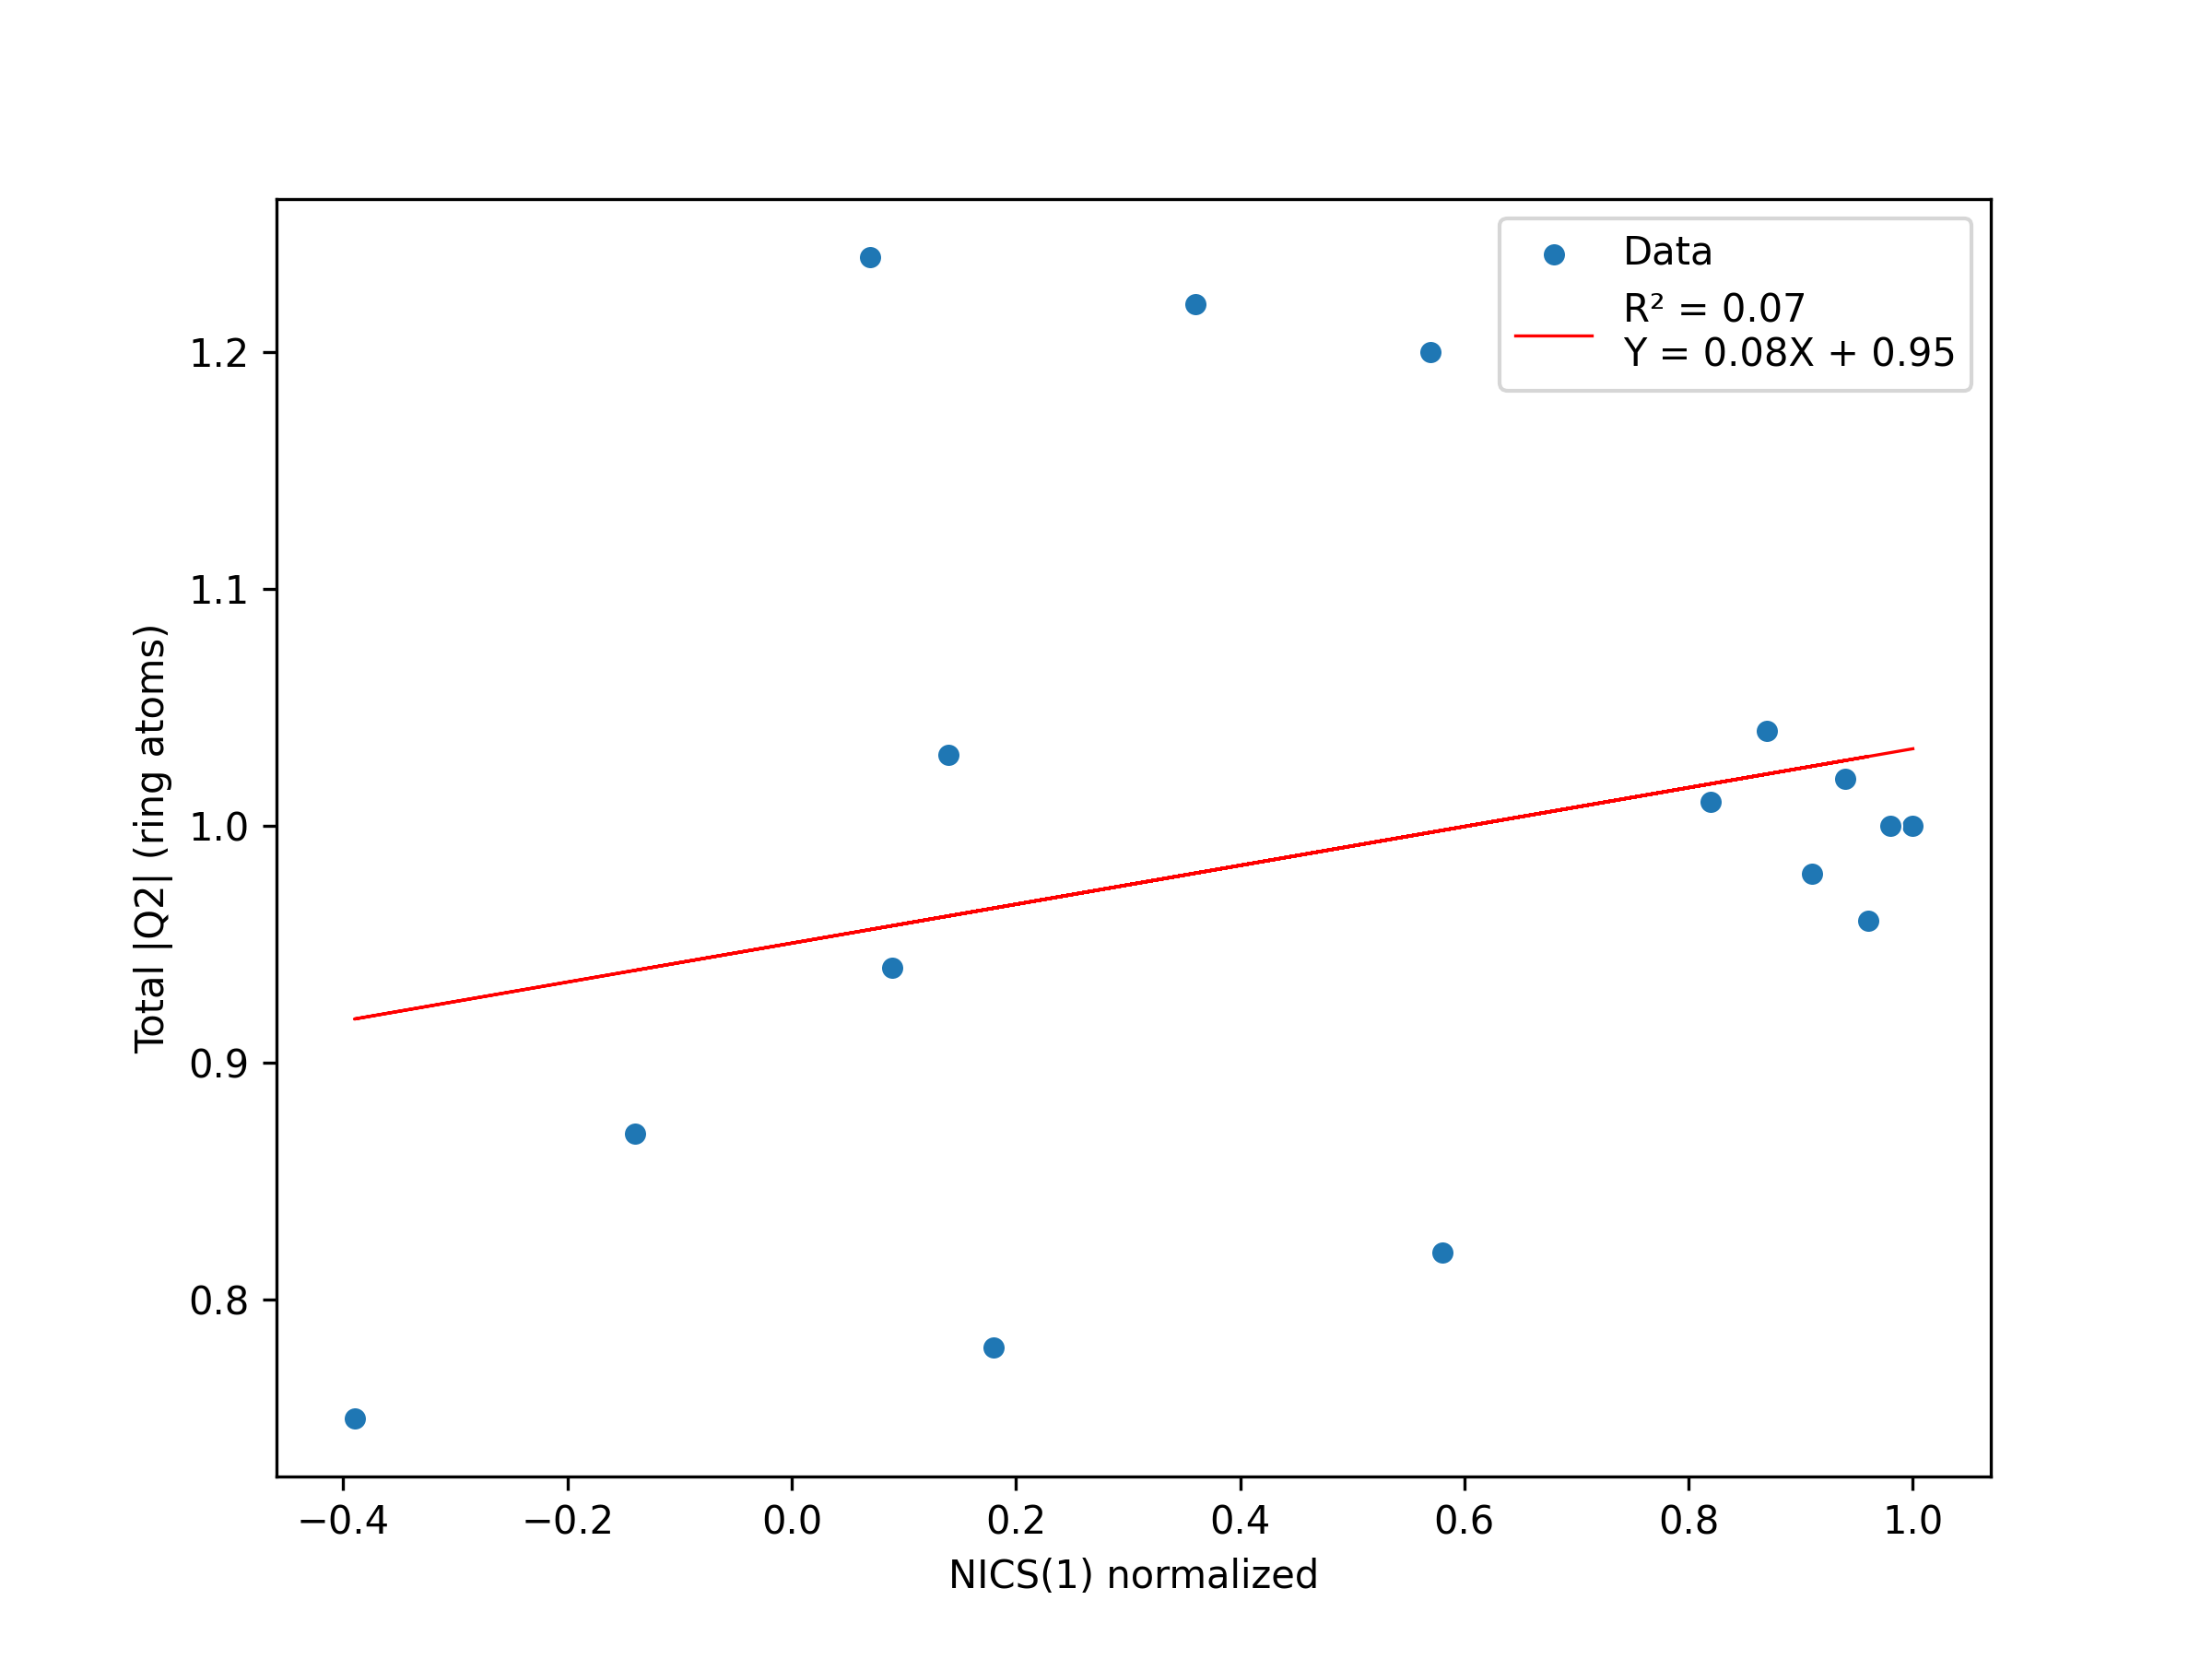 Data
R² = 0.07
Y = 0.08X + 0.95
Total |Q2| (ring atoms)
1.2
1.1
1.0
0.9
0.8
−0.4
−0.2
0.0
0.2
0.4
0.6
0.8
1.0
NICS(1) normalized